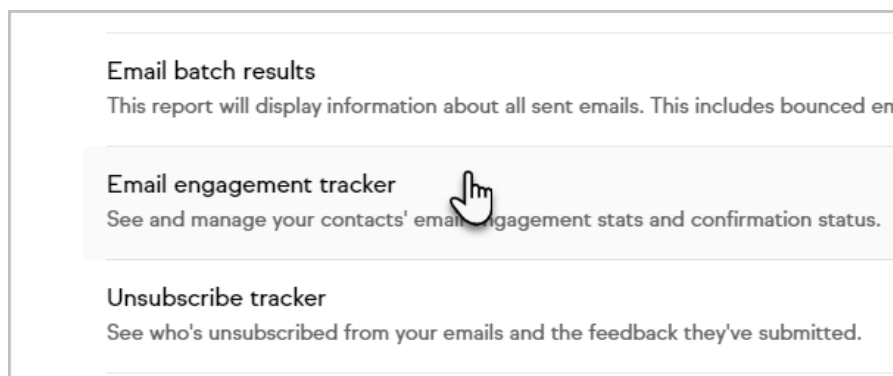 Email batch results
This report will display information about all sent emails. This includes bounced
Email engagement tracker
See and manage your contacts' email engagement stats and confirmation status.
Unsubscribe tracker
See who's unsubscribed from your emails and the feedback they've submitted.